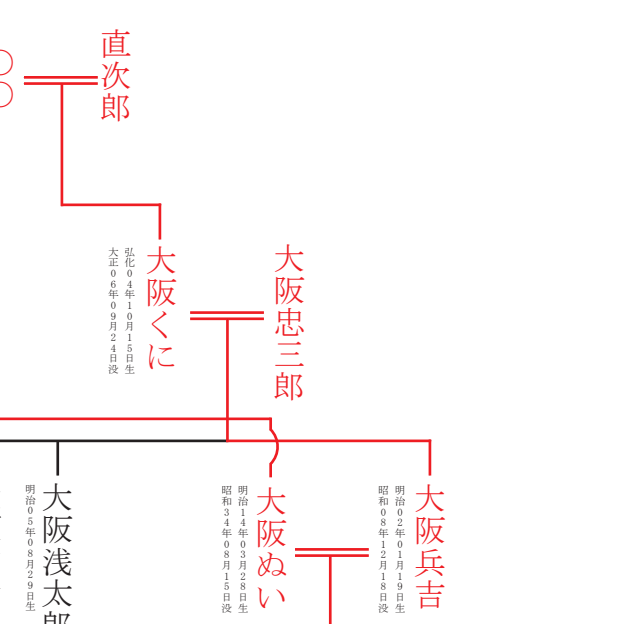 直次郎
〇〇
大阪忠三郎
大阪くに
弘化04年10月15日生
大正06年09月24日没
大阪兵吉
明治02年01月19日生
昭和08年12月18日没
大阪ぬい
明治14年03月28日生
昭和34年08月15日没
大阪浅太郎
明治05年08月29日生